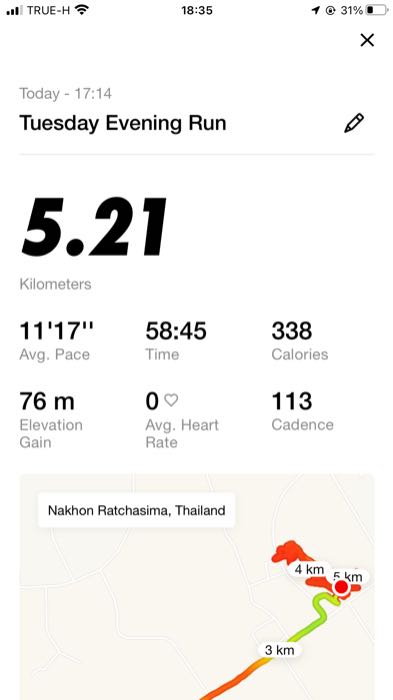 TRUE-H 18:35 31%
Today - 17:14
Tuesday Evening Run
5.21
Kilometers
11'17'' 58:45 338
Avg. Pace Time Calories
76 m 0 113
Elevation Gain Avg. Heart Rate Cadence
Nakhon Ratchasima, Thailand
4 km
5 km
3 km